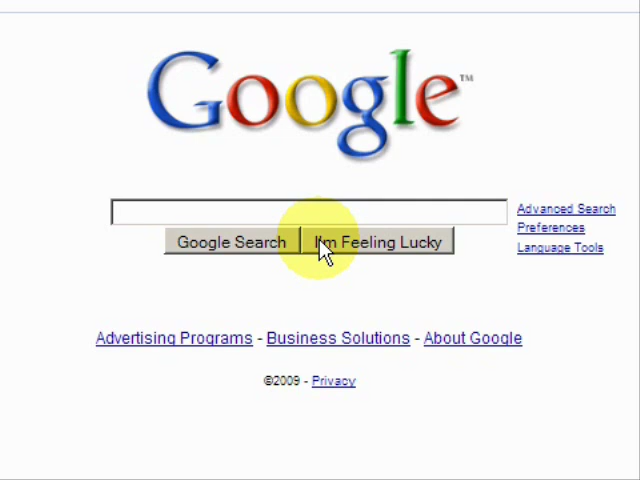 Google™
Advanced Search
Preferences
Language Tools
Google Search I'm Feeling Lucky
Advertising Programs - Business Solutions - About Google
©2009 - Privacy